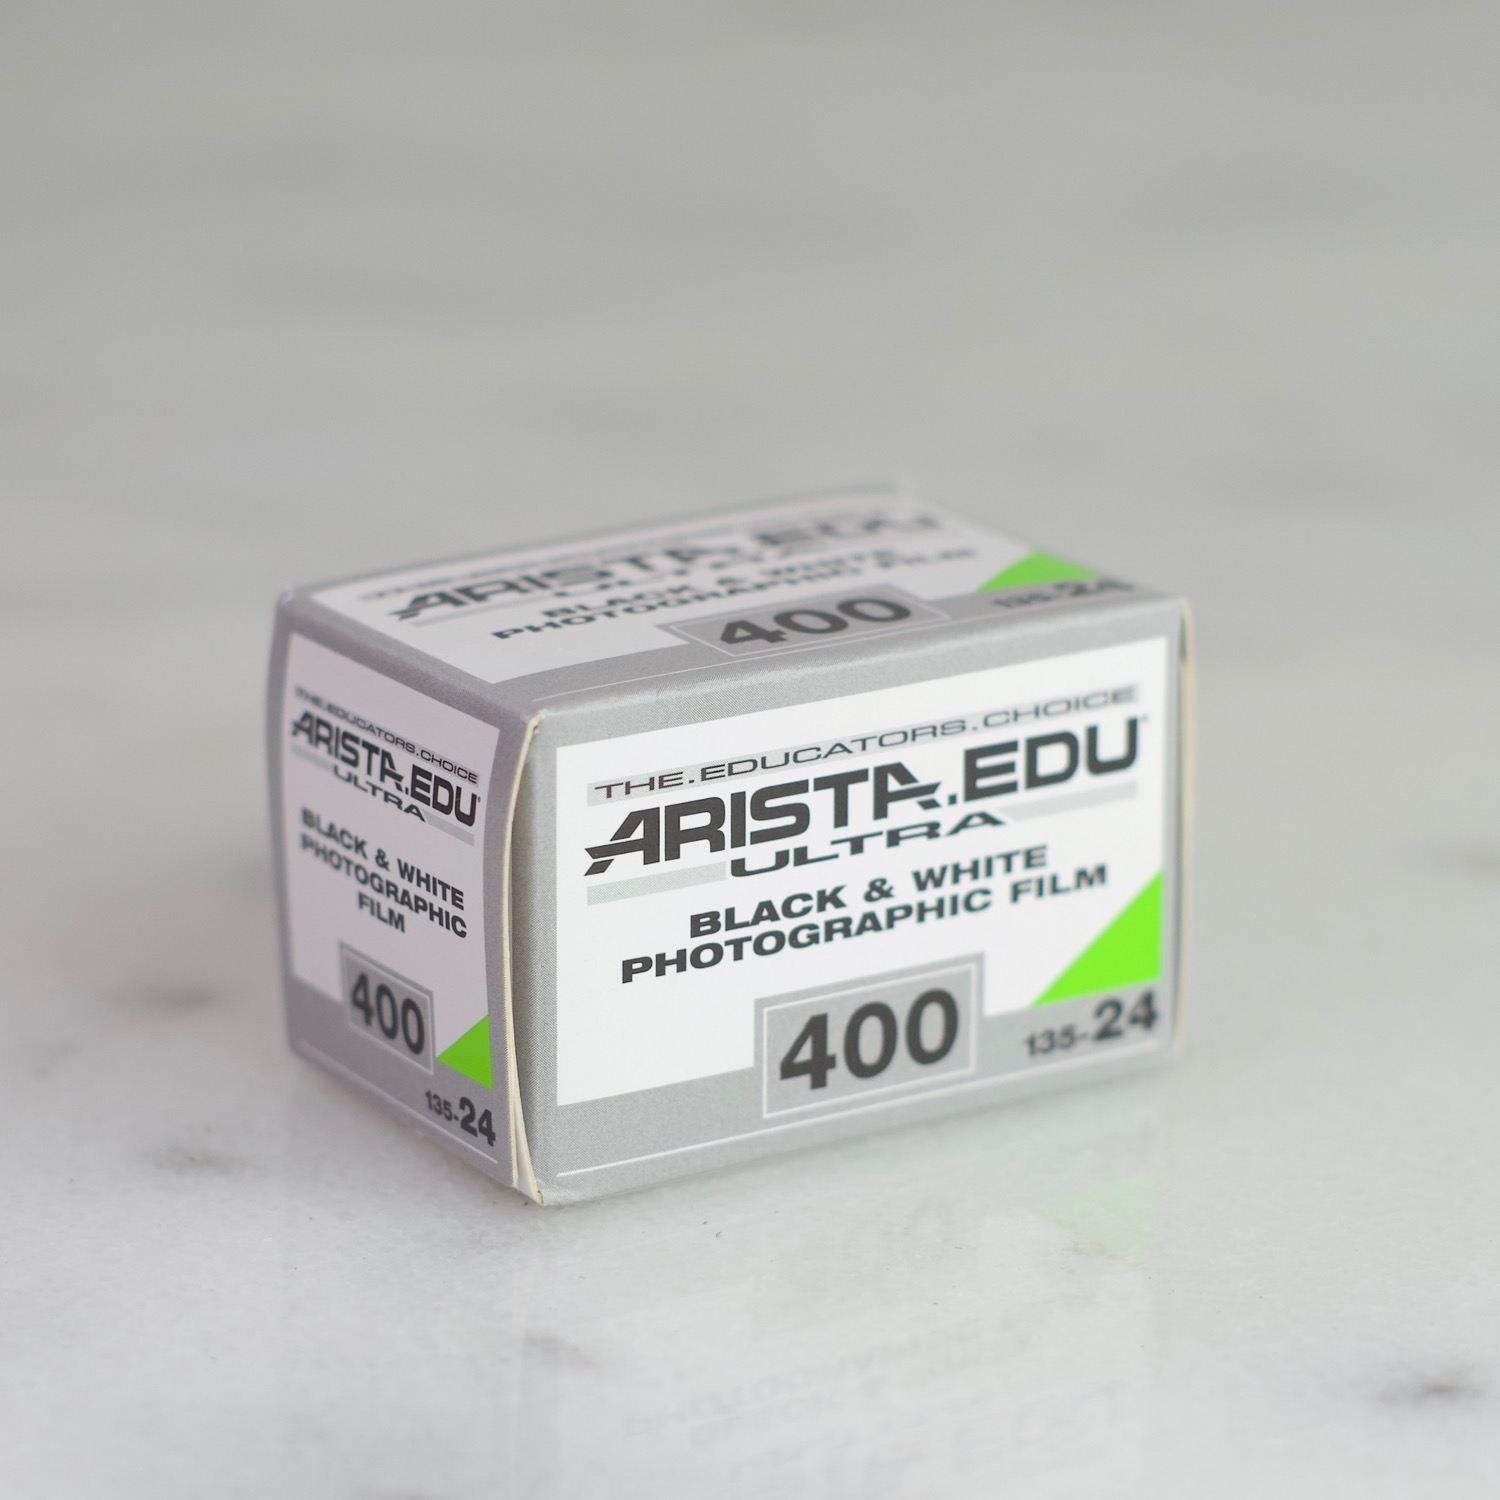 ARISTA.EDU
ULTRA
BLACK & WHITE
PHOTOGRAPHIC FILM
400
135-24
THE.EDUCATORS.CHOICE
ARISTA.EDU
ULTRA
BLACK & WHITE
PHOTOGRAPHIC
FILM
400
135-24
THE.EDUCATORS.CHOICE
ARISTA.EDU
ULTRA
BLACK & WHITE
PHOTOGRAPHIC FILM
400
135-24